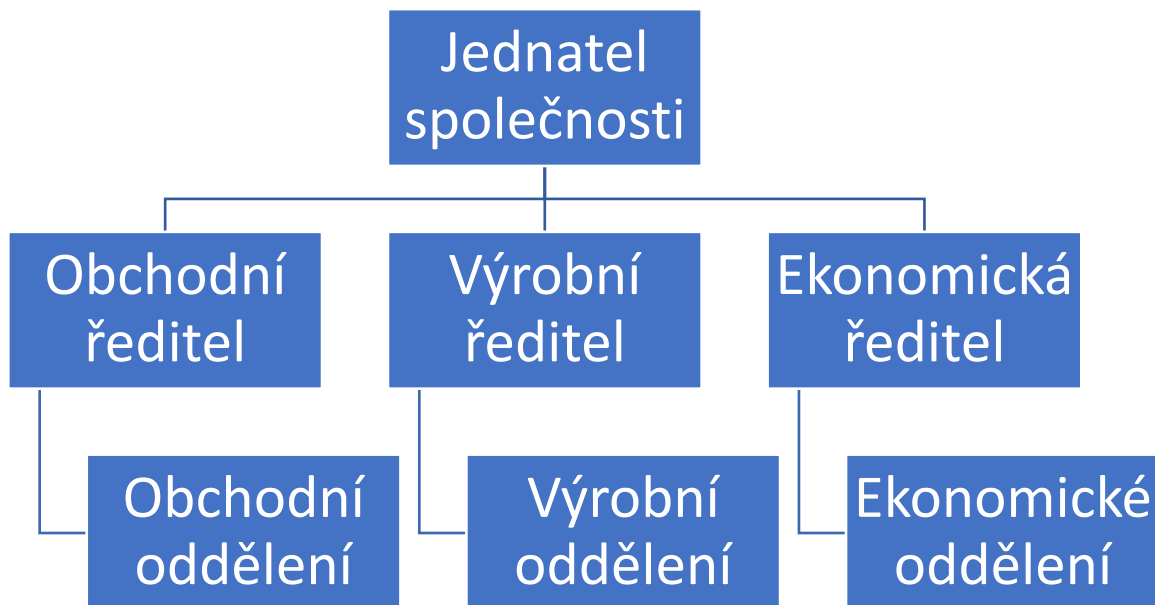 Jednatel
společnosti
Obchodní
ředitel
Výrobní
ředitel
Ekonomická
ředitel
Obchodní
oddělení
Výrobní
oddělení
Ekonomické
oddělení